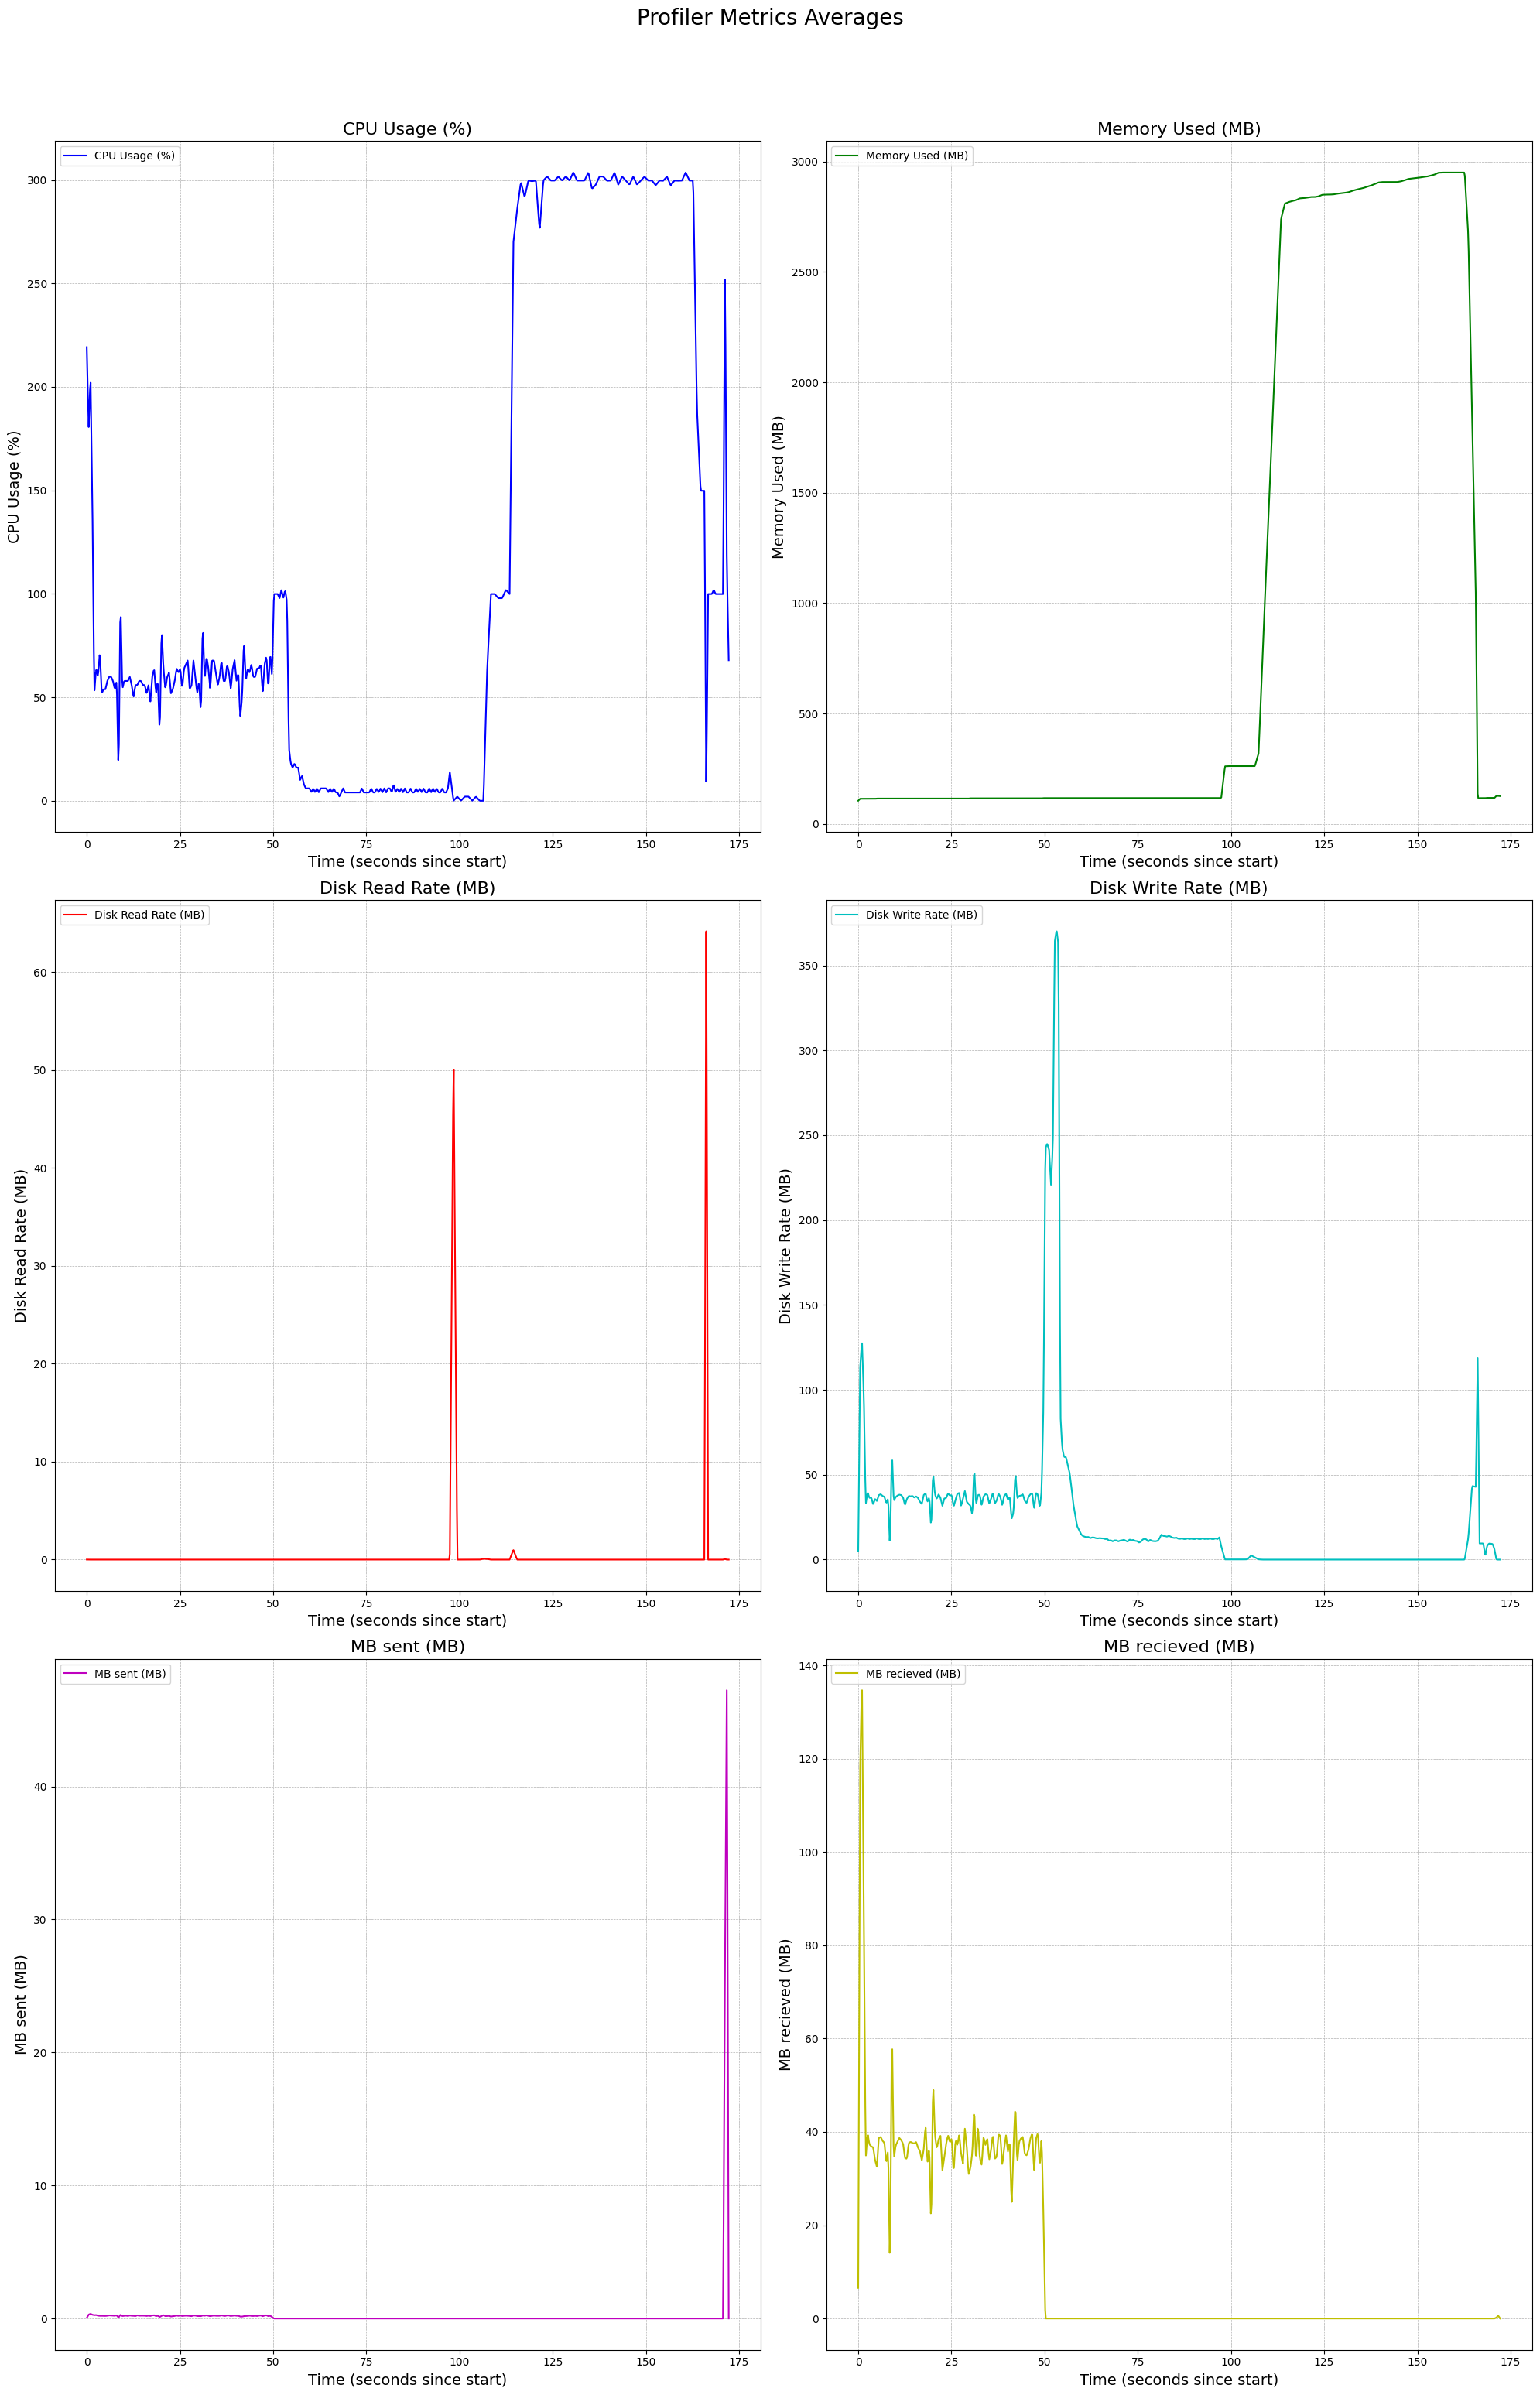 Profiler Metrics Averages
CPU Usage (%)
CPU Usage (%)
CPU Usage (%)
300
250
200
150
100
50
0
0 25 50 75 100 125 150 175
Time (seconds since start)
Memory Used (MB)
Memory Used (MB)
Memory Used (MB)
3000
2500
2000
1500
1000
500
0
0 25 50 75 100 125 150 175
Time (seconds since start)
Disk Read Rate (MB)
Disk Read Rate (MB)
Disk Read Rate (MB)
60
50
40
30
20
10
0
0 25 50 75 100 125 150 175
Time (seconds since start)
Disk Write Rate (MB)
Disk Write Rate (MB)
Disk Write Rate (MB)
350
300
250
200
150
100
50
0
0 25 50 75 100 125 150 175
Time (seconds since start)
MB sent (MB)
MB sent (MB)
MB sent (MB)
40
30
20
10
0
0 25 50 75 100 125 150 175
Time (seconds since start)
MB recieved (MB)
MB recieved (MB)
MB recieved (MB)
140
120
100
80
60
40
20
0
0 25 50 75 100 125 150 175
Time (seconds since start)